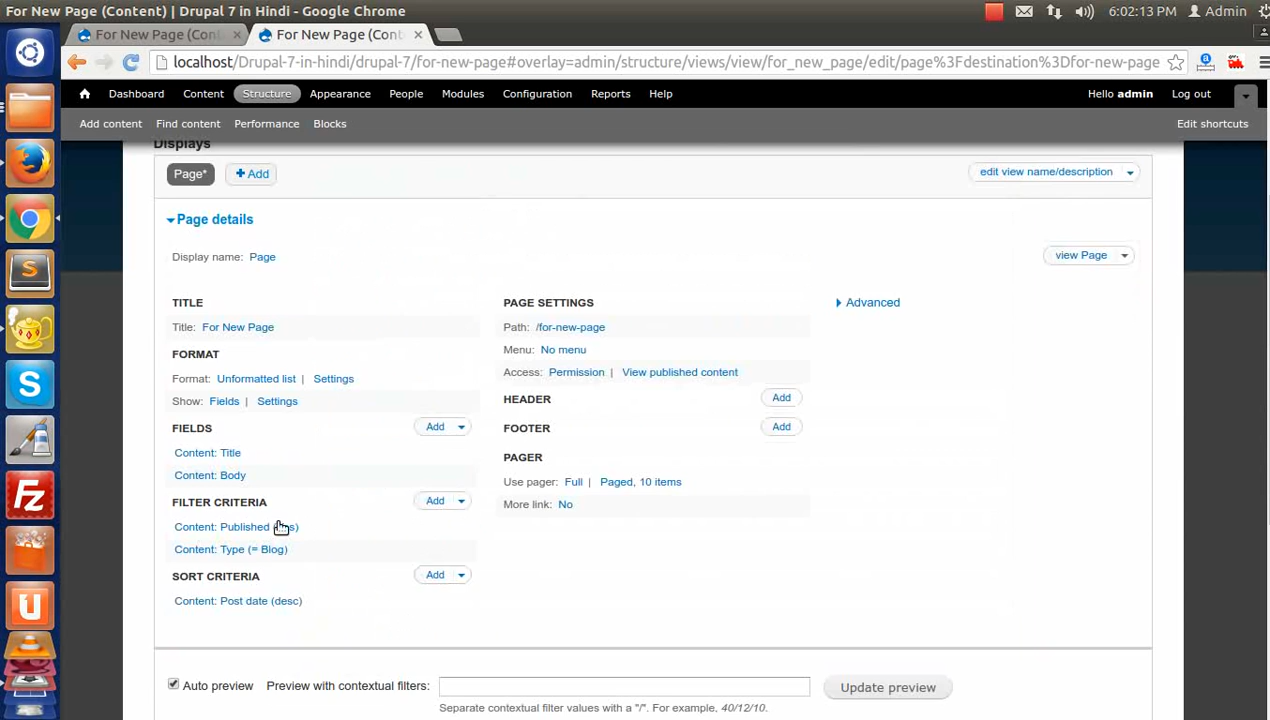 For New Page (Content) | Drupal 7 in Hindi - Google Chrome
6:02:13 PM
Admin
For New Page (Con
For New Page (Cont
localhost/Drupal-7-in-hindi/drupal-7/for-new-page#overlay=admin/structure/views/view/for_new_page/edit/page%3Fdestination%3Dfor-new-page
Dashboard Content Structure Appearance People Modules Configuration Reports Help
Hello admin Log out
Add content Find content Performance Blocks
Edit shortcuts
Displays
Page* + Add
edit view name/description
Page details
Display name: Page
view Page
TITLE
Title: For New Page
FORMAT
Format: Unformatted list | Settings
Show: Fields | Settings
FIELDS Add
Content: Title
Content: Body
FILTER CRITERIA Add
Content: Published
Content: Type (= Blog)
SORT CRITERIA Add
Content: Post date (desc)
PAGE SETTINGS
Path: /for-new-page
Menu: No menu
Access: Permission | View published content
HEADER Add
FOOTER Add
PAGER
Use pager: Full | Paged, 10 items
More link: No
Advanced
Auto preview Preview with contextual filters:
Update preview
Separate contextual filter values with a "/". For example, 40/12/10.